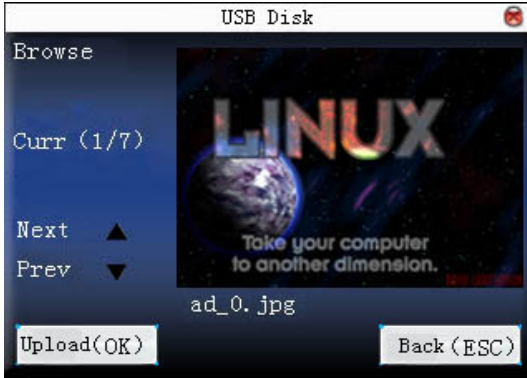 USB Disk
Browse
Curr (1/7)
Next
Prev
LINUX
Take your computer
to another dimension.
ad_0.jpg
Upload(OK)
Back(ESC)